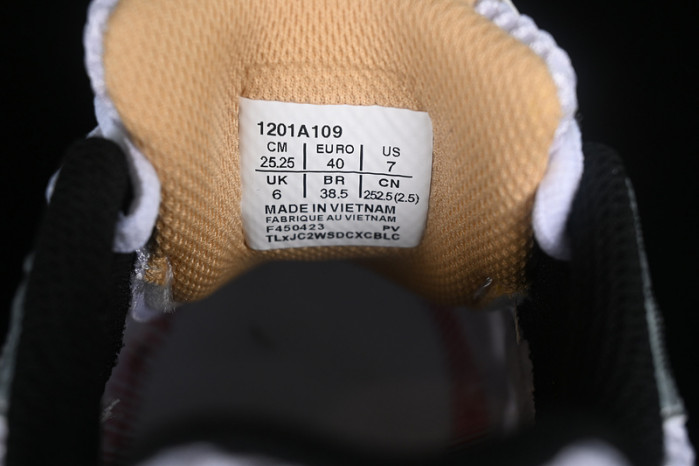 1201A109
CM EURO US
25.25 40 7
UK BR CN
6 38.5 252.5(2.5)
MADE IN VIETNAM
FABRIQUE AU VIETNAM
F450423 PV
TLxJC2WSDCXCBLC